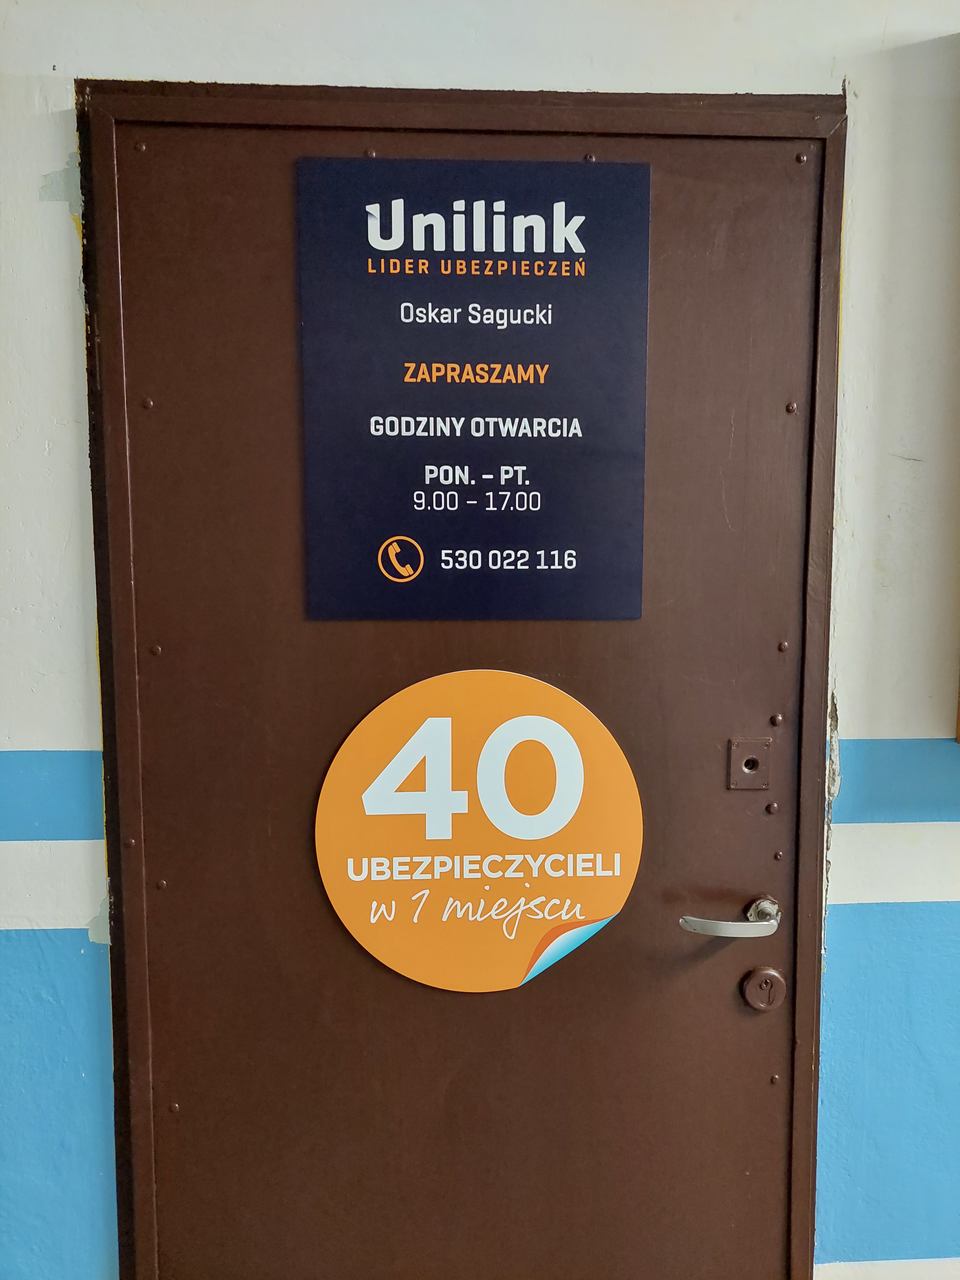 Unilink
LIDER UBEZPIECZEŃ
Oskar Sagucki
ZAPRASZAMY
GODZINY OTWARCIA
PON. – PT.
9.00 – 17.00
530 022 116
40
UBEZPIECZYCIELI
w 1 miejscu